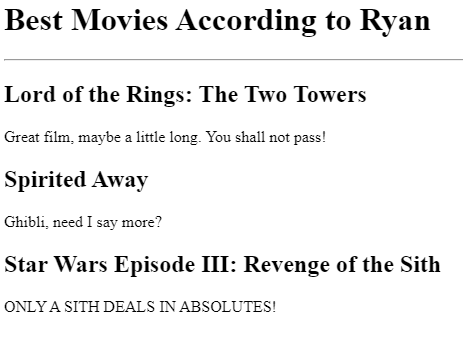 Best Movies According to Ryan
Lord of the Rings: The Two Towers
Great film, maybe a little long. You shall not pass!
Spirited Away
Ghibli, need I say more?
Star Wars Episode III: Revenge of the Sith
ONLY A SITH DEALS IN ABSOLUTES!